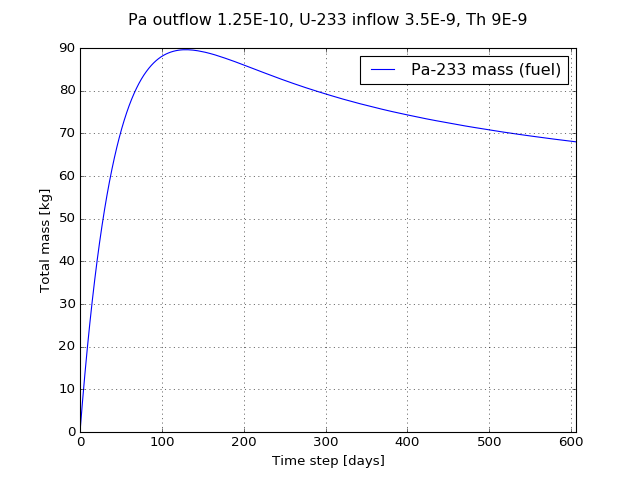 Pa outflow 1.25E-10, U-233 inflow 3.5E-9, Th 9E-9
Pa-233 mass (fuel)
Total mass [kg]
90
80
70
60
50
40
30
20
10
0
0 100 200 300 400 500 600
Time step [days]